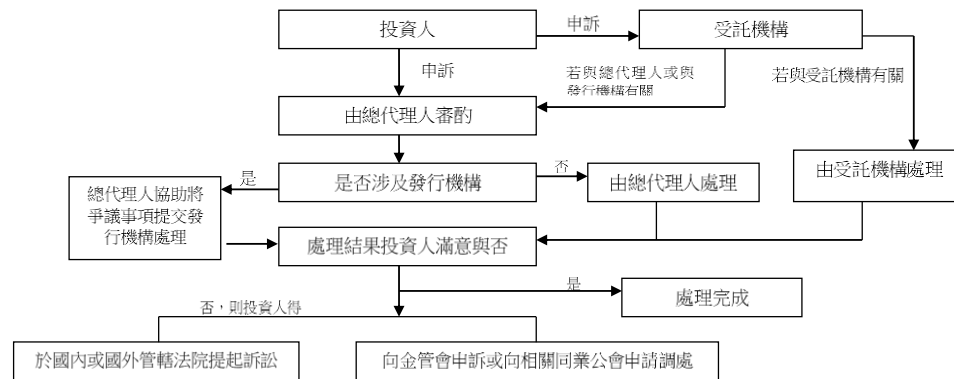 投資人
申訴
受託機構
申訴
若與總代理人或與
發行機構有關
若與受託機構有關
由總代理人審酌
是
是否涉及發行機構
否
由總代理人處理
由受託機構處理
總代理人協助將
爭議事項提交發
行機構處理
處理結果投資人滿意與否
是
處理完成
否，則投資人得
於國內或國外管轄法院提起訴訟
向金管會申訴或向相關同業公會申請調處